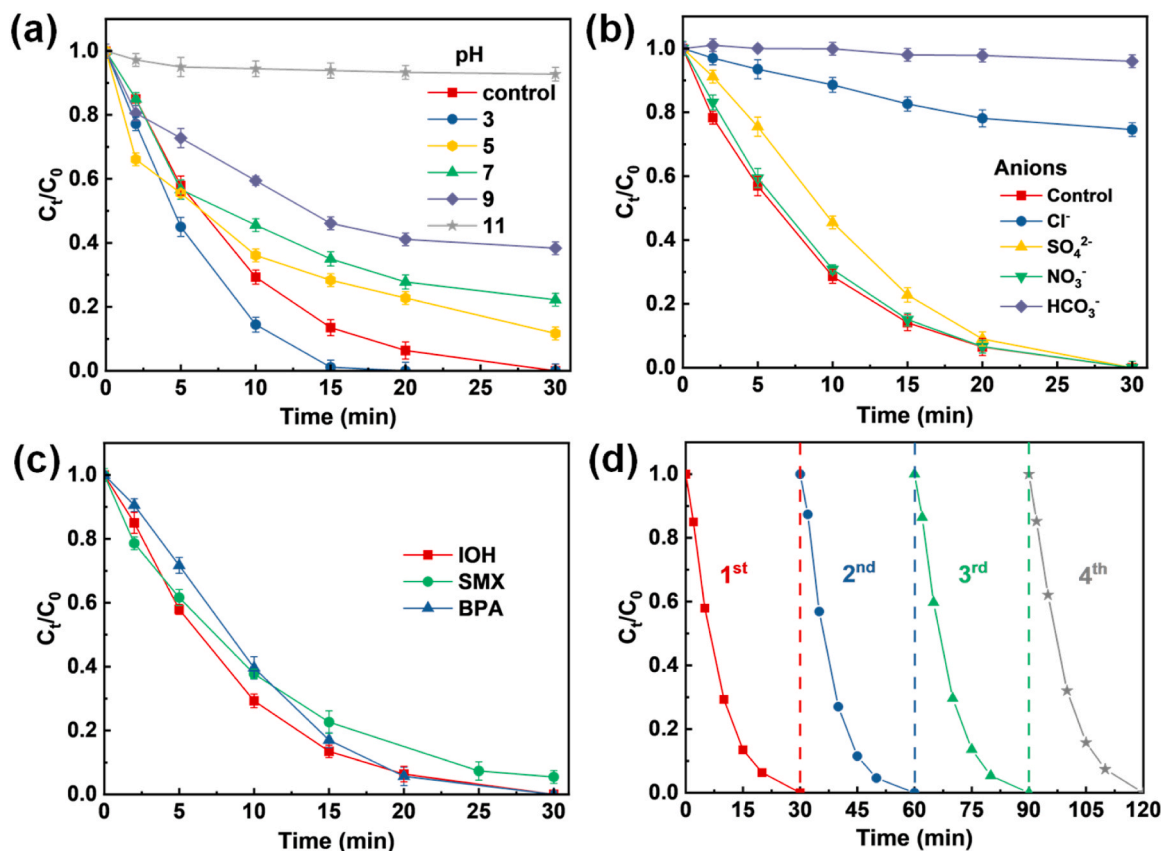 (a)
pH
control
3
5
7
9
11
1.0
0.8
0.6
0.4
0.2
0.0
0 5 10 15 20 25 30
Cₜ/C₀
Time (min)
(b)
Anions
Control
Cl⁻
SO₄²⁻
NO₃⁻
HCO₃⁻
1.0
0.8
0.6
0.4
0.2
0.0
0 5 10 15 20 25 30
Cₜ/C₀
Time (min)
(c)
IOH
SMX
BPA
1.0
0.8
0.6
0.4
0.2
0.0
0 5 10 15 20 25 30
Cₜ/C₀
Time (min)
(d)
1ˢᵗ 2ⁿᵈ 3ʳᵈ 4ᵗʰ
1.0
0.8
0.6
0.4
0.2
0.0
0 15 30 45 60 75 90 105 120
Cₜ/C₀
Time (min)